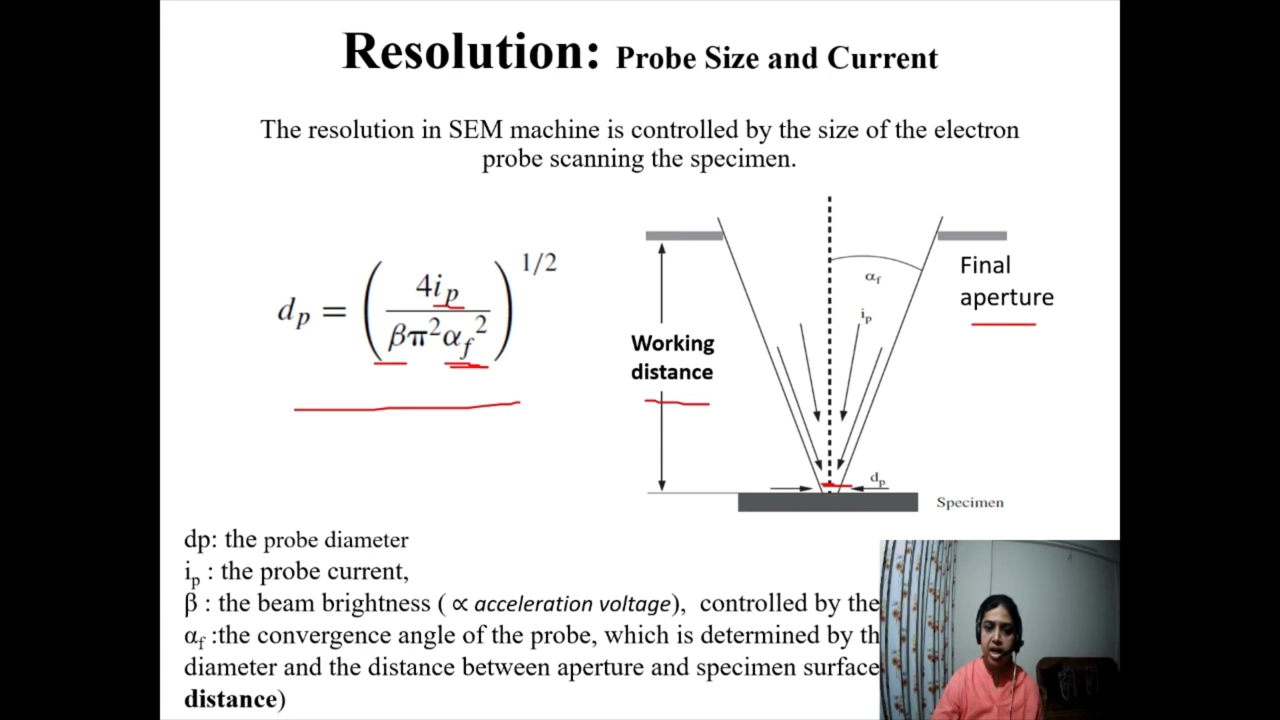 Resolution: Probe Size and Current
The resolution in SEM machine is controlled by the size of the electron
probe scanning the specimen.
dₚ = (4iₚ / βπ²α_f²)^1/2
Final
aperture
α_f
iₚ
Working
distance
dₚ
Specimen
dp: the probe diameter
iₚ : the probe current,
β : the beam brightness ( ∝ acceleration voltage), controlled by the
α_f :the convergence angle of the probe, which is determined by th
diameter and the distance between aperture and specimen surface
distance)